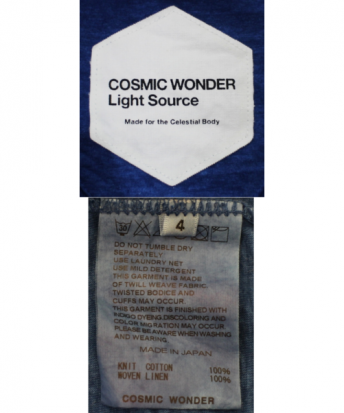 COSMIC WONDER
Light Source
Made for the Celestial Body
30
4
DO NOT TUMBLE DRY
SEPARATELY
USE LAUNDRY NET
USE MILD DETERGENT
THIS GARMENT IS MADE
OF TWILL WEAVE FABRIC.
TWISTED BODICES AND
CUFFS MAY OCCUR.
THIS GARMENT IS FINISHED WITH
INDIGO DYEING DISCOLORING AND
COLOR MIGRATION MAY OCCUR
PLEASE BE AWARE WHEN WASHING
AND WEARING.
MADE IN JAPAN
KNIT COTTON 100%
WOVEN LINEN 100%
COSMIC WONDER